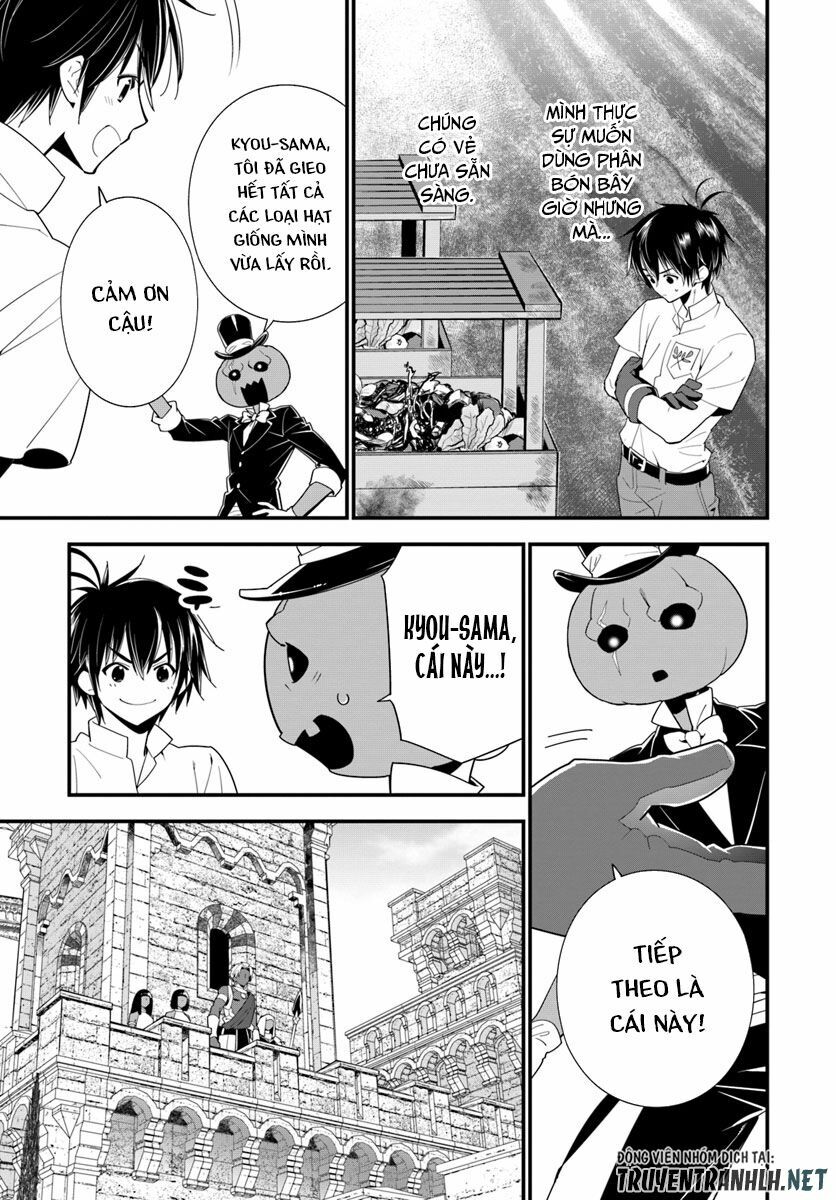 MÌNH THỰC
SỰ MUỐN
DÙNG PHÂN
BÓN BÂY
GIỜ NHƯNG
MÀ...
CHÚNG
CÓ VẺ
CHƯA SẴN
SÀNG.
KYOU-SAMA,
TÔI ĐÃ GIEO
HẾT TẤT CẢ
CÁC LOẠI HẠT
GIỐNG MÌNH
VỪA LẤY RỒI.
CẢM ƠN
CẬU!
TIẾP
THEO LÀ
CÁI NÀY!
KYOU-SAMA,
CÁI NÀY...!
ĐỘNG VIÊN NHÓM DỊCH TẠI:
TRUYENTRANHLH.NET